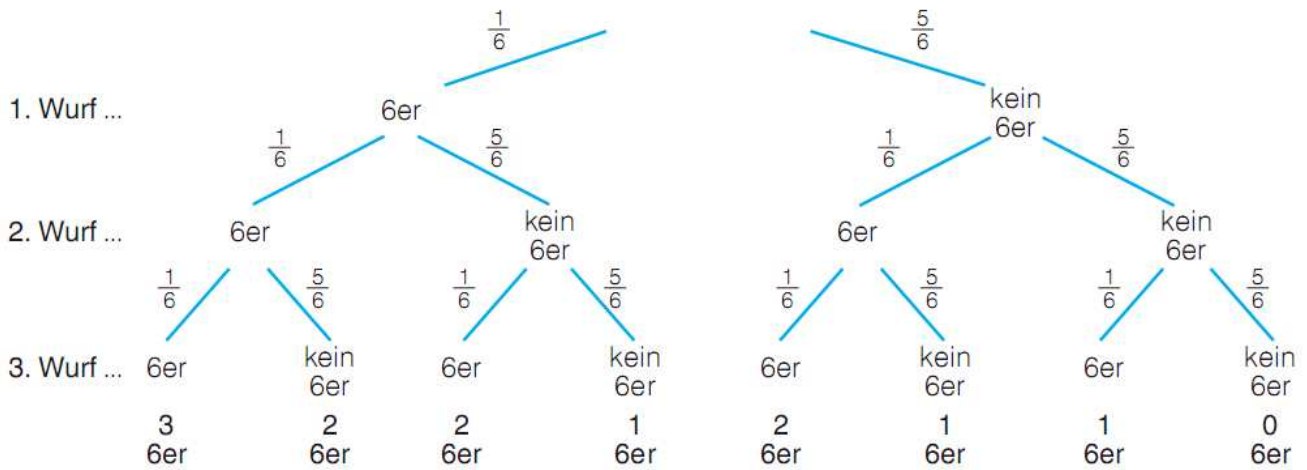 1/6 5/6
1. Wurf ... 6er kein 6er
1/6 5/6 1/6 5/6
2. Wurf ... 6er kein 6er 6er kein 6er
1/6 5/6 1/6 5/6 1/6 5/6 1/6 5/6
3. Wurf ... 6er kein 6er 6er kein 6er 6er kein 6er 6er kein 6er
3 2 2 1 2 1 1 0
6er 6er 6er 6er 6er 6er 6er 6er